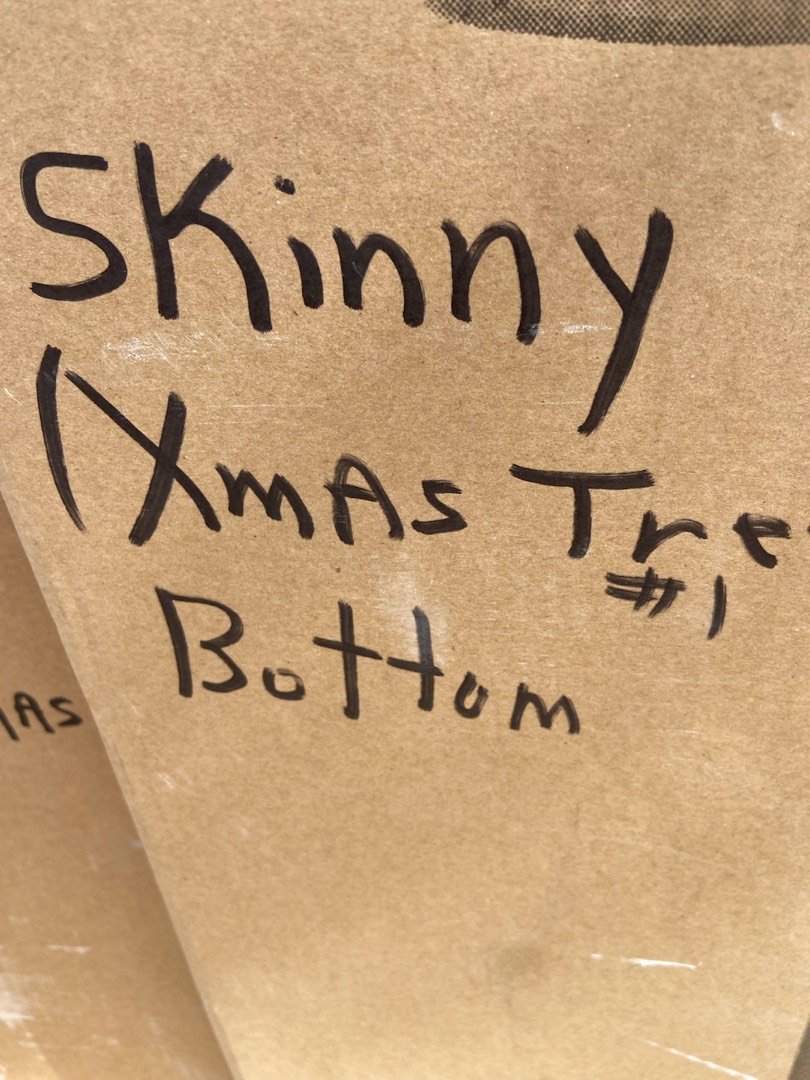 Skinny
(Xmas Tre
#1
Bottom